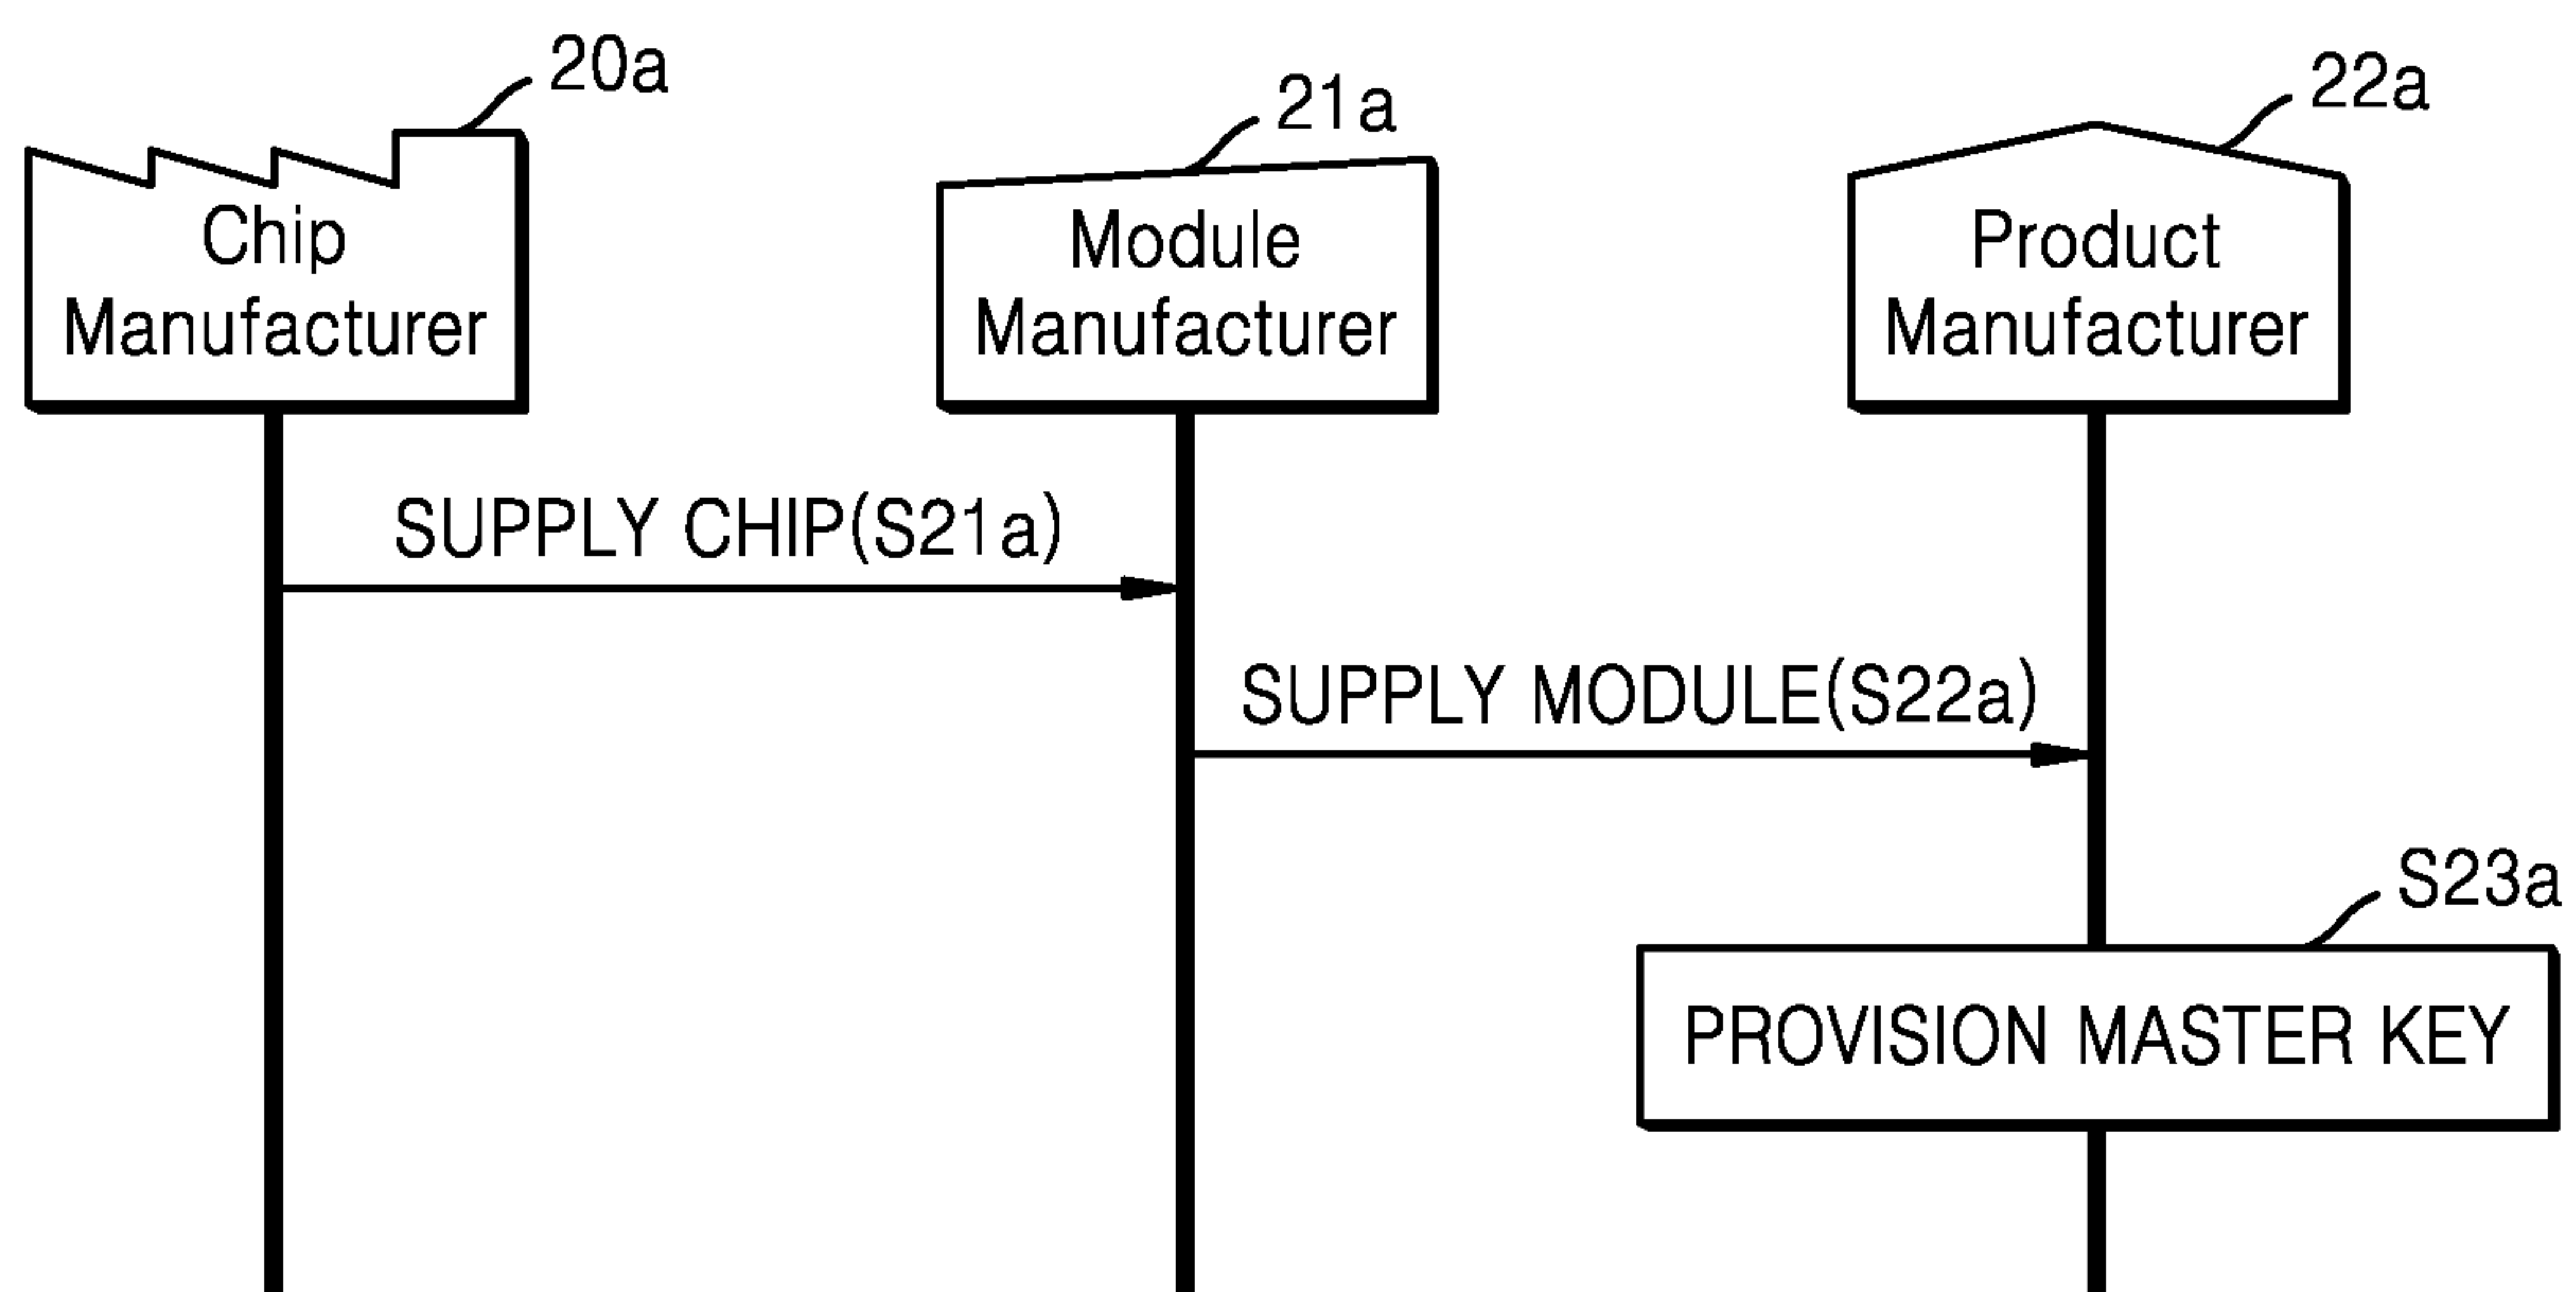 20a
21a
22a
Chip
Manufacturer
Module
Manufacturer
Product
Manufacturer
SUPPLY CHIP(S21a)
SUPPLY MODULE(S22a)
S23a
PROVISION MASTER KEY